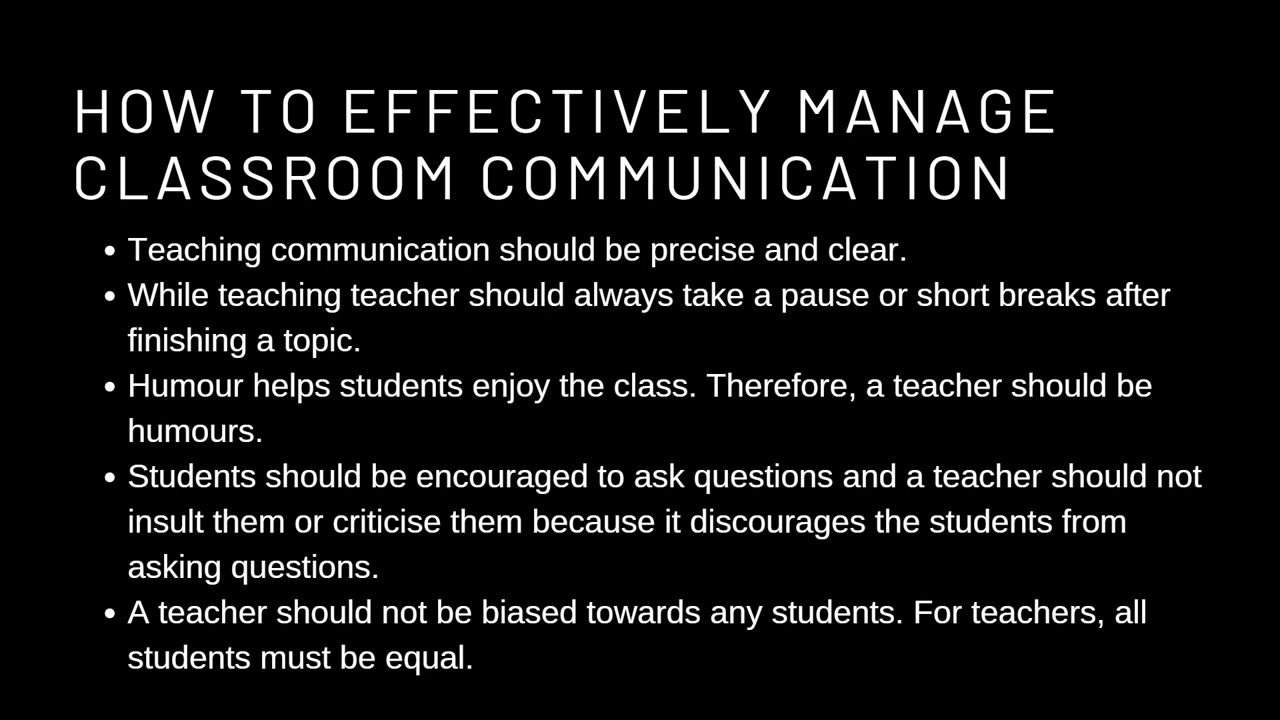 HOW TO EFFECTIVELY MANAGE
CLASSROOM COMMUNICATION
• Teaching communication should be precise and clear.
• While teaching teacher should always take a pause or short breaks after
finishing a topic.
• Humour helps students enjoy the class. Therefore, a teacher should be
humours.
• Students should be encouraged to ask questions and a teacher should not
insult them or criticise them because it discourages the students from
asking questions.
• A teacher should not be biased towards any students. For teachers, all
students must be equal.